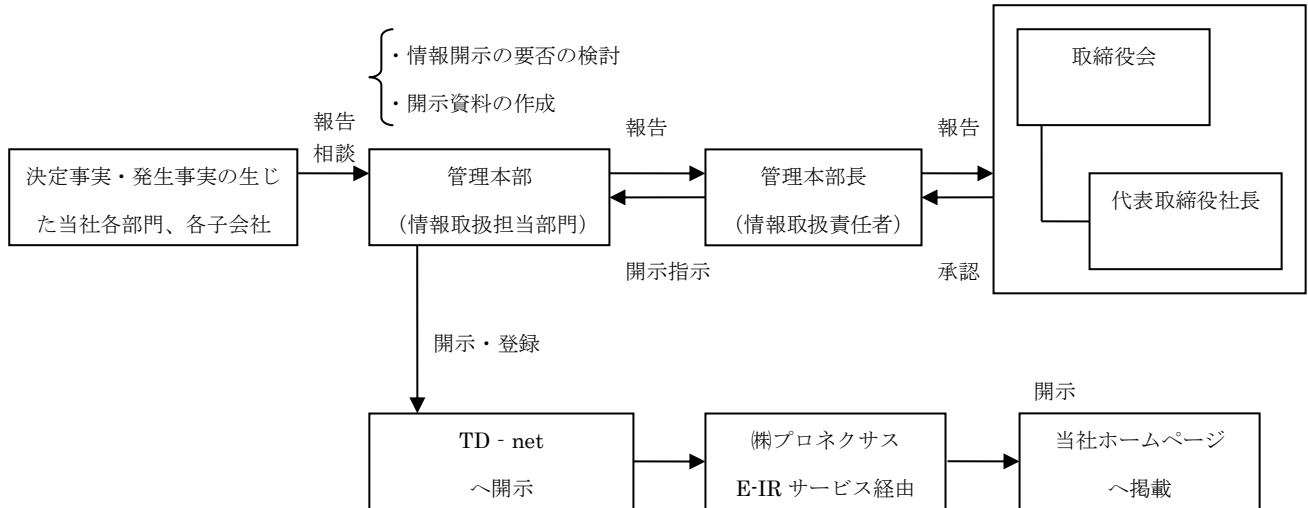 ・情報開示の要否の検討
・開示資料の作成
取締役会
代表取締役社長
報告
相談
報告
報告
決定事実・発生事実の生じ
た当社各部門、各子会社
管理本部
(情報取扱担当部門)
管理本部長
(情報取扱責任者)
開示指示
承認
開示・登録
開示
TD‐net
へ開示
㈱プロネクサス
E-IR サービス経由
当社ホームページ
へ掲載